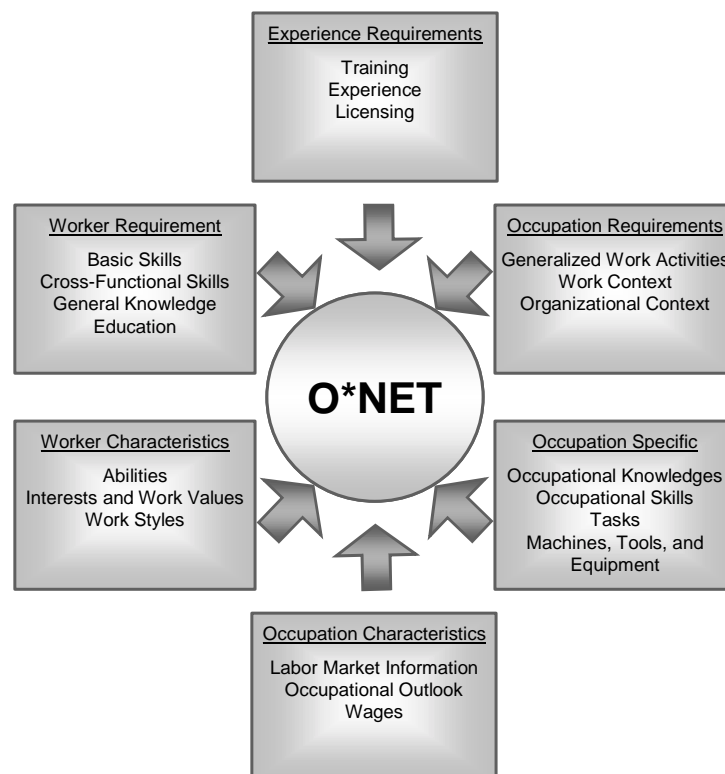 Experience Requirements
Training
Experience
Licensing
Worker Requirement
Basic Skills
Cross-Functional Skills
General Knowledge
Education
Occupation Requirements
Generalized Work Activities
Work Context
Organizational Context
O*NET
Worker Characteristics
Abilities
Interests and Work Values
Work Styles
Occupation Specific
Occupational Knowledges
Occupational Skills
Tasks
Machines, Tools, and
Equipment
Occupation Characteristics
Labor Market Information
Occupational Outlook
Wages